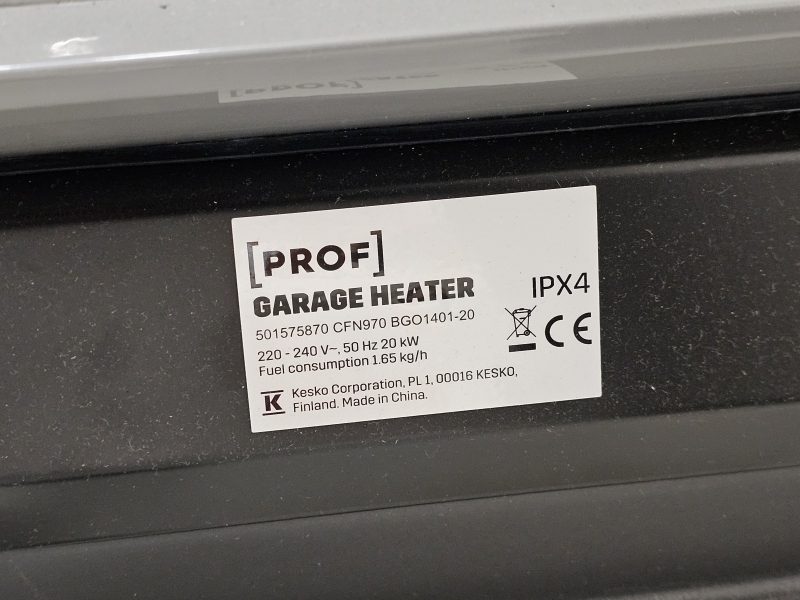 [PROF]
GARAGE HEATER
IPX4
501575870 CFN970 BGO1401-20
220 - 240 V~, 50 Hz 20 kW
Fuel consumption 1.65 kg/h
CE
K
Kesko Corporation, PL 1, 00016 KESKO,
Finland. Made in China.